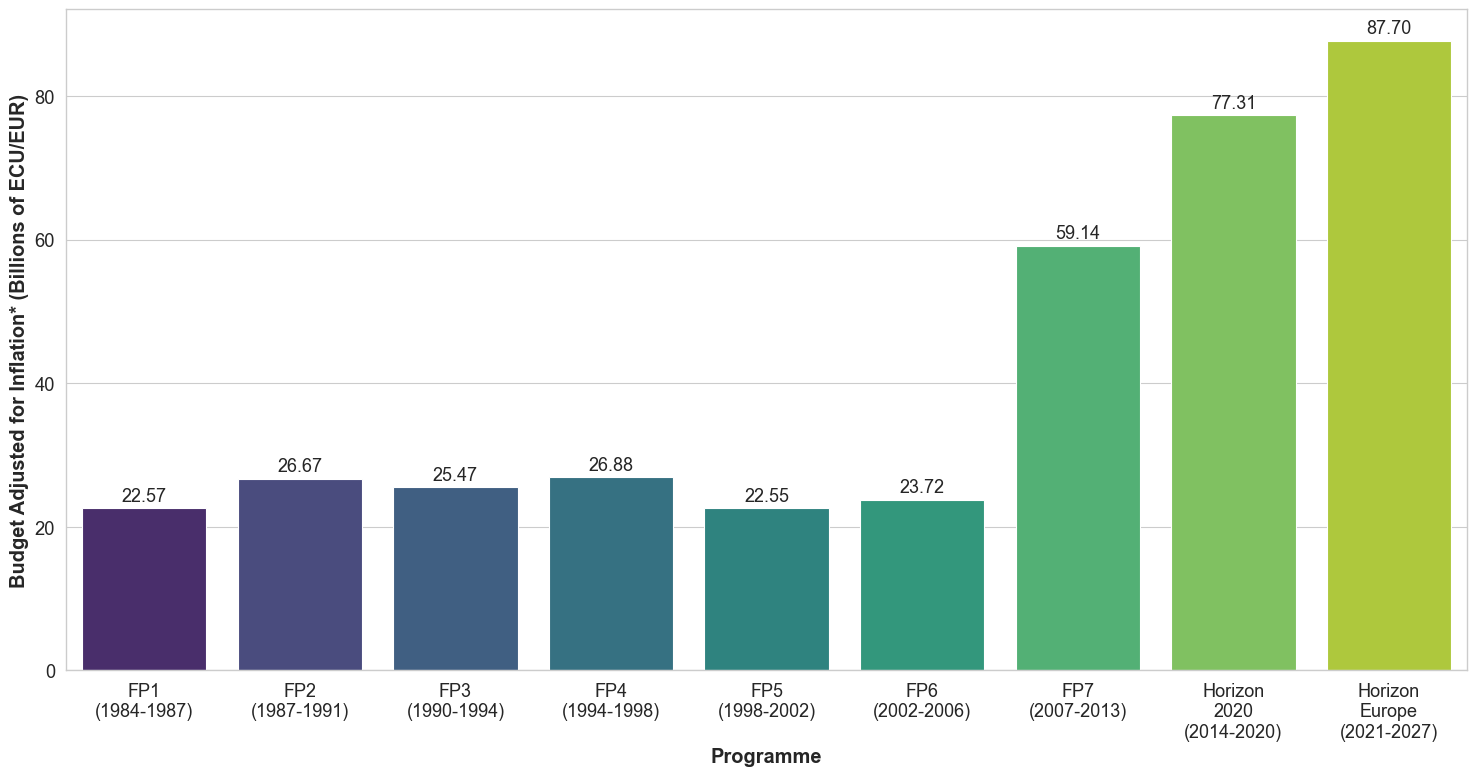 Budget Adjusted for Inflation* (Billions of ECU/EUR)
80
60
40
20
0
22.57
26.67
25.47
26.88
22.55
23.72
59.14
77.31
87.70
FP1
(1984-1987)
FP2
(1987-1991)
FP3
(1990-1994)
FP4
(1994-1998)
FP5
(1998-2002)
FP6
(2002-2006)
FP7
(2007-2013)
Horizon
2020
(2014-2020)
Horizon
Europe
(2021-2027)
Programme